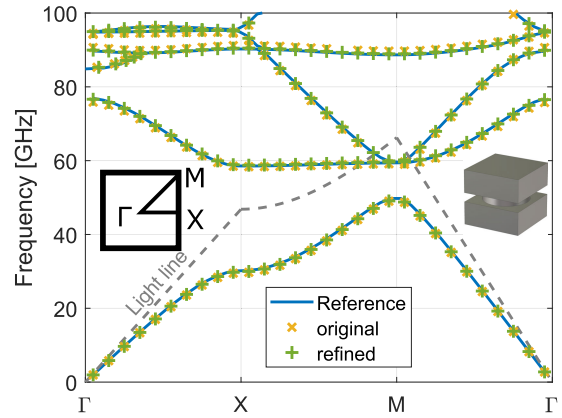 100
80
60
40
20
0
Frequency [GHz]
Γ
X
M
Γ
M
Γ
X
Light line
Reference
original
refined